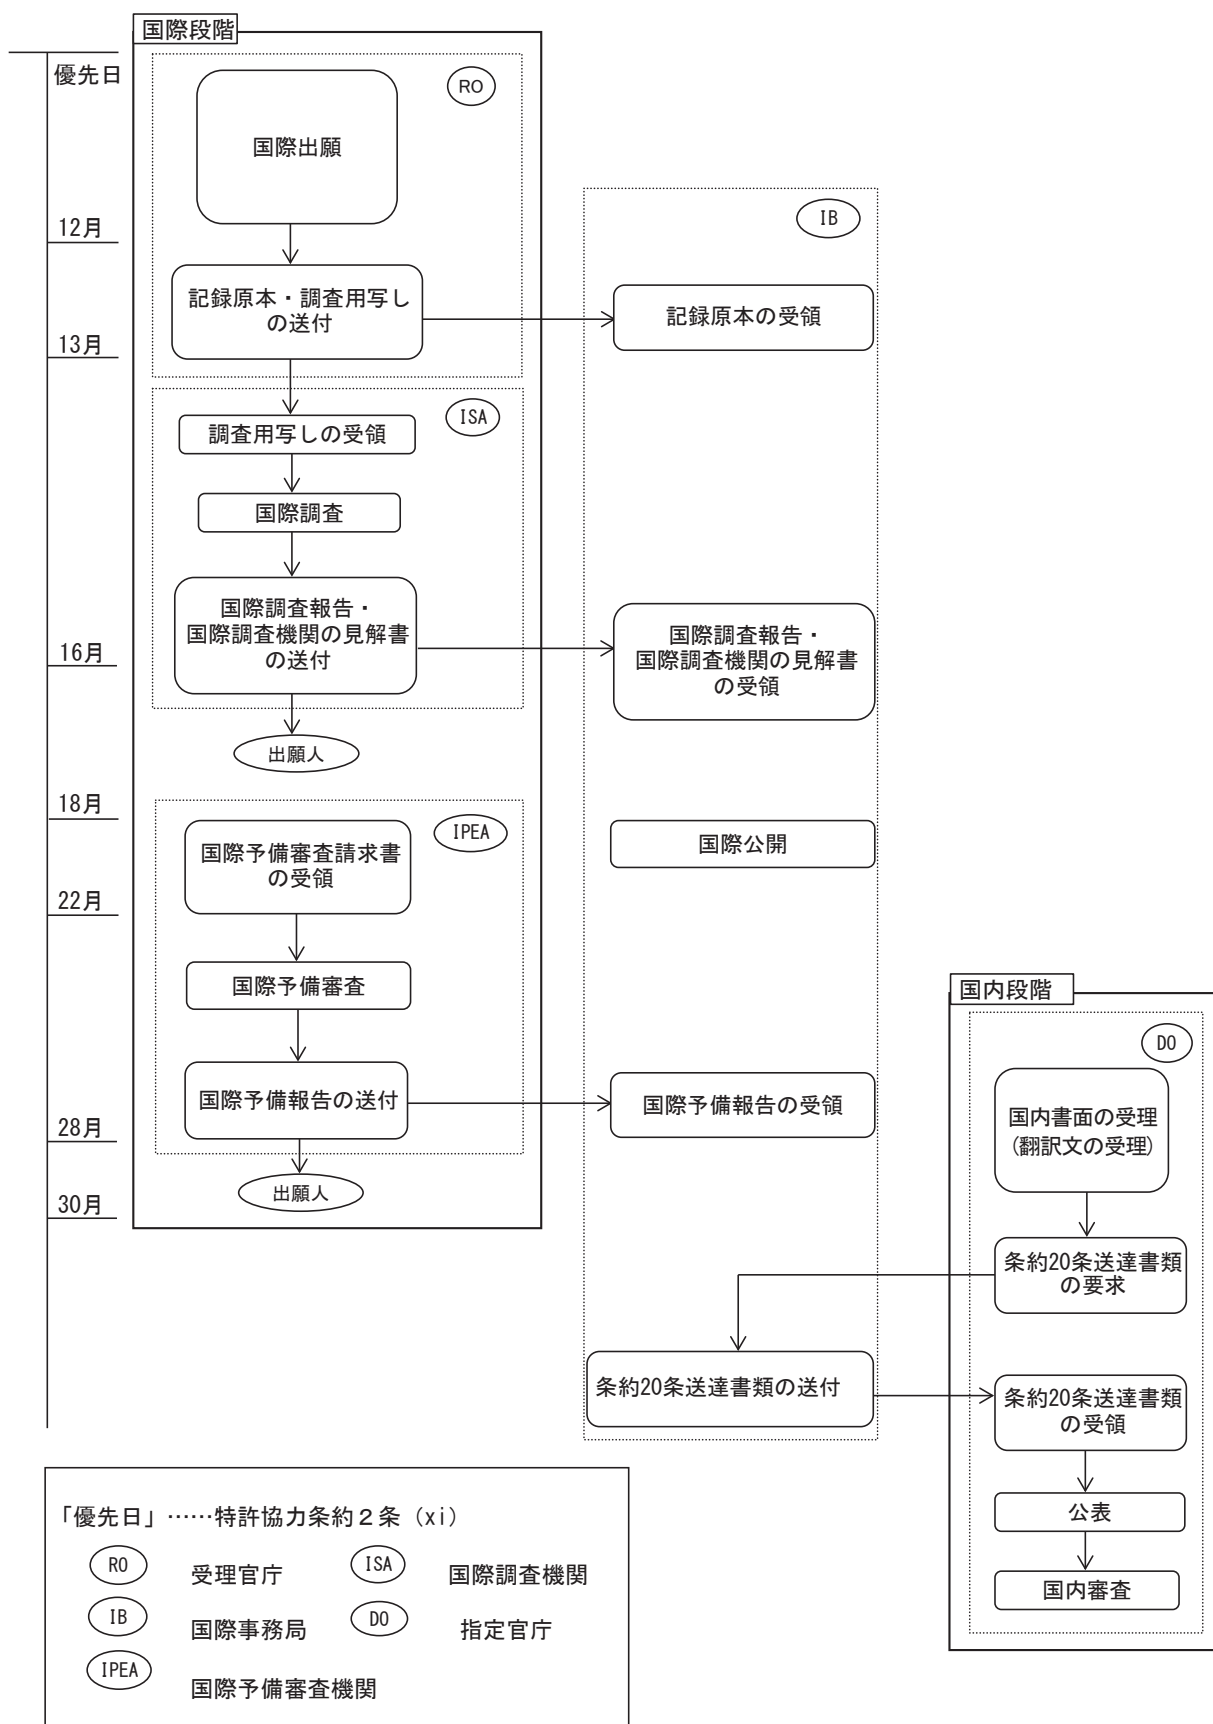 国際段階
優先日
RO
国際出願
12月
IB
記録原本・調査用写し
の送付
記録原本の受領
13月
ISA
調査用写しの受領
国際調査
国際調査報告・
国際調査機関の見解書
の送付
国際調査報告・
国際調査機関の見解書
の受領
16月
出願人
18月
IPEA
国際予備審査請求書
の受領
国際公開
22月
国際予備審査
国内段階
DO
国際予備報告の送付
国際予備報告の受領
国内書面の受理
(翻訳文の受理)
28月
出願人
30月
条約20条送達書類
の要求
条約20条送達書類の送付
条約20条送達書類
の受領
公表
国内審査
「優先日」……特許協力条約2条(xi)
RO 受理官庁 ISA 国際調査機関
IB 国際事務局 DO 指定官庁
IPEA 国際予備審査機関